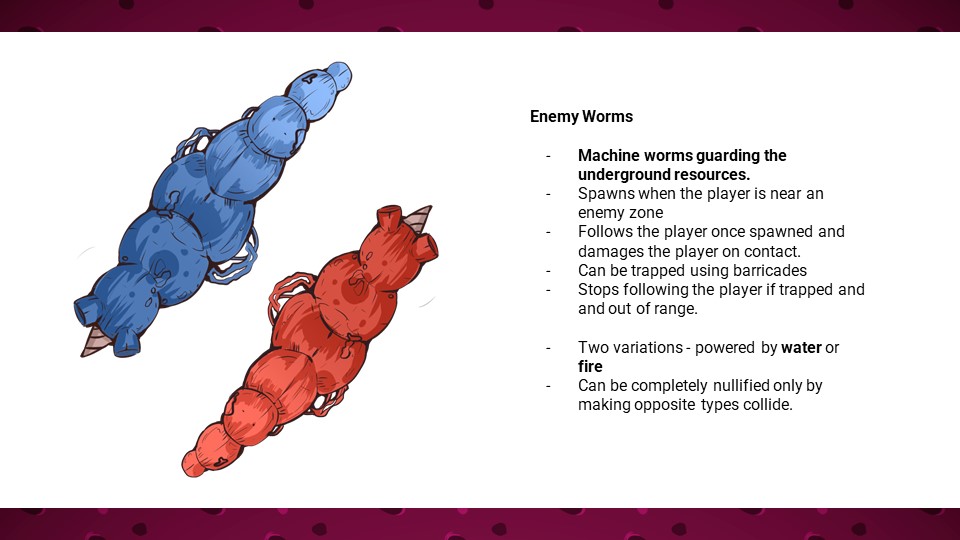 Enemy Worms
- Machine worms guarding the
underground resources.
- Spawns when the player is near an
enemy zone
- Follows the player once spawned and
damages the player on contact.
- Can be trapped using barricades
- Stops following the player if trapped and
and out of range.
- Two variations - powered by water or
fire
- Can be completely nullified only by
making opposite types collide.